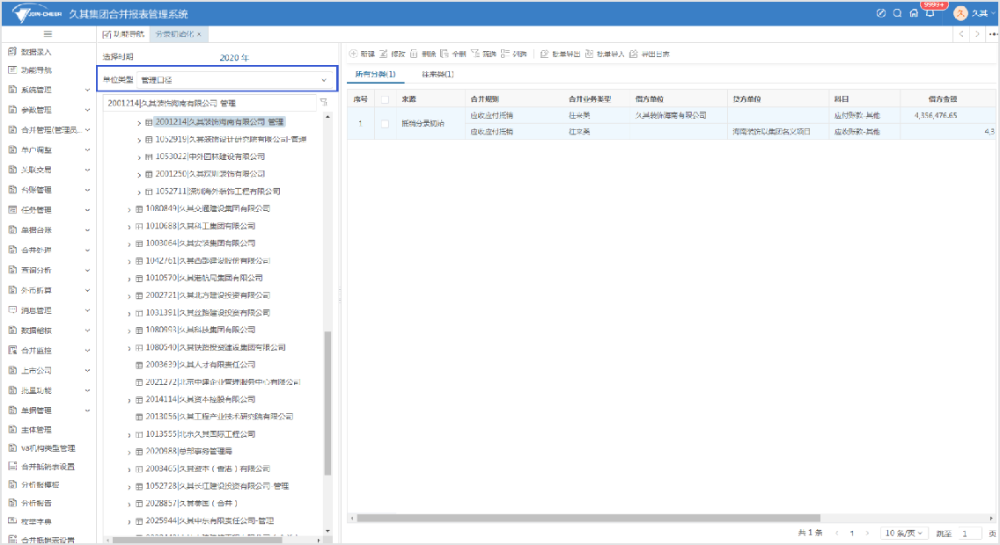 JOIN-CHEER 久其集团合并报表管理系统
9999+
久 久其
功能导航 分录初始化 ×
数据录入
功能导航
系统管理
参数管理
合并管理(管理员...
单户调整
关联交易
台账管理
任务管理
单据台账
合并处理
查询分析
外币折算
消息管理
数据稽核
合并监控
上市公司
批量功能
单据管理
主体管理
va机构类型管理
合并抵销表设置
分析报模板
分析报告
枚举字典
合并抵销表设置
选择时期 2020 年
单位类型 管理口径
2001214|久其装饰海南有限公司-管理
2001214|久其装饰海南有限公司-管理
1052919|久其装饰设计研究院有限公司-管理
1053022|中外园林建设有限公司
2001250|久其深圳装饰有限公司
1052711|深圳海外装饰工程有限公司
1080849|久其交通建设集团有限公司
1010688|久其科工集团有限公司
1003064|久其安装集团有限公司
1042761|久其西部建设股份有限公司
1010570|久其港航局集团有限公司
2002721|久其北方建设投资有限公司
1031391|久其丝路建设投资有限公司
1080993|久其科技集团有限公司
1080540|久其铁路投资建设集团有限公司
2003639|久其人才有限责任公司
2021272|北京中建企业管理服务中心有限公司
2014114|久其资本控股有限公司
2013056|久其工程产业技术研究院有限公司
1013555|北京久其国际工程公司
2020988|总部事务管理局
2003465|久其资本（香港）有限公司
1052728|久其长江建设投资有限公司-管理
2028857|久其泰国（合并）
2025944|久其中东有限责任公司-管理
新建 修改 删除 全删 筛选 列选 批量导出 批量导入 导出日志
所有分类(1) 往来类(1)
序号 来源 合并规则 合并业务类型 借方单位 贷方单位 科目 借方金额
1 抵销分录初始 应收应付抵销 往来类 久其装饰海南有限公司 应付账款-其他 4,356,476.65
应收应付抵销 往来类 海南装饰以集团名义项目 应收账款-其他 4,3
共 1 条 1 10 条/页 跳至 1 页